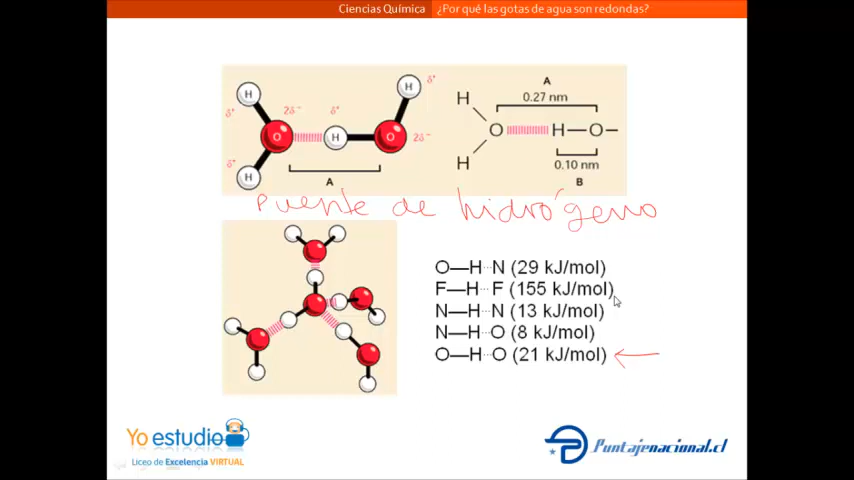 Ciencias Química ¿Por qué las gotas de agua son redondas?
H δ⁺ O 2δ⁻ δ⁺ H O 2δ⁻ H δ⁺ H δ⁺
A
A
0.27 nm
H
O H—O—
H
0.10 nm
B
Puente de hidrógeno
O—H···N (29 kJ/mol)
F—H···F (155 kJ/mol)
N—H···N (13 kJ/mol)
N—H···O (8 kJ/mol)
O—H···O (21 kJ/mol)
Yo estudio
Liceo de Excelencia VIRTUAL
Puntajenacional.cl